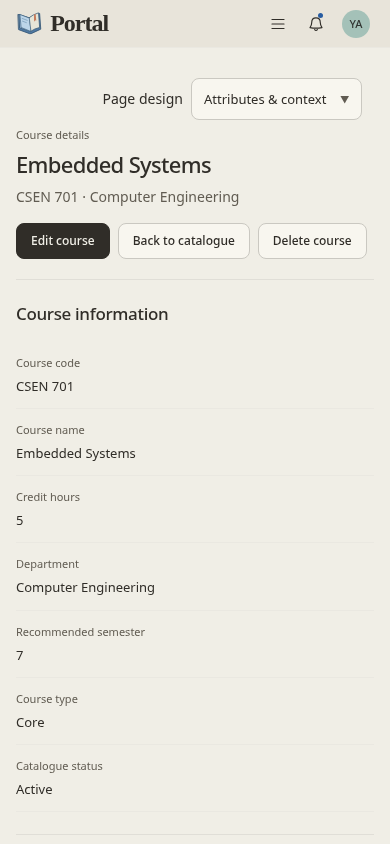 Portal
YA
Page design
Attributes & context
Course details
Embedded Systems
CSEN 701 · Computer Engineering
Edit course
Back to catalogue
Delete course
Course information
Course code
CSEN 701
Course name
Embedded Systems
Credit hours
5
Department
Computer Engineering
Recommended semester
7
Course type
Core
Catalogue status
Active